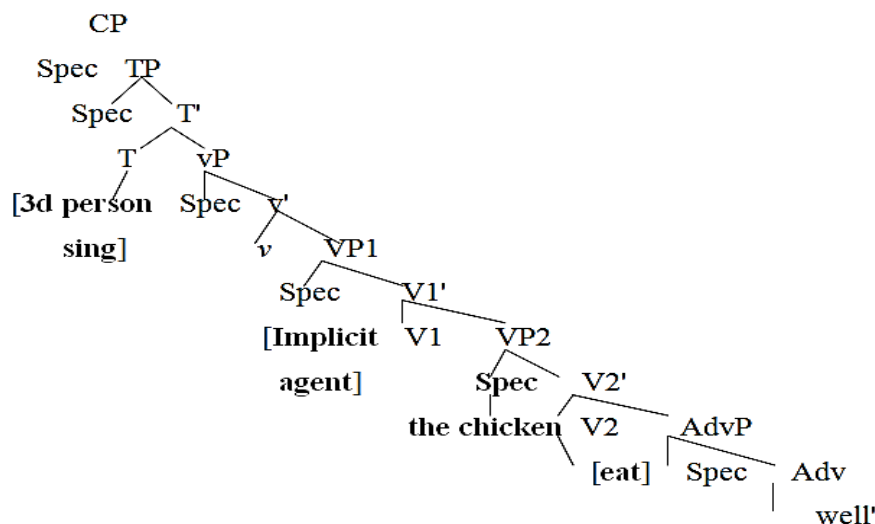 CP
Spec TP
Spec T'
T vP
[3d person Spec v'
sing] v VP1
Spec V1'
[Implicit V1 VP2
agent] Spec V2'
the chicken V2 AdvP
[eat] Spec Adv
well'